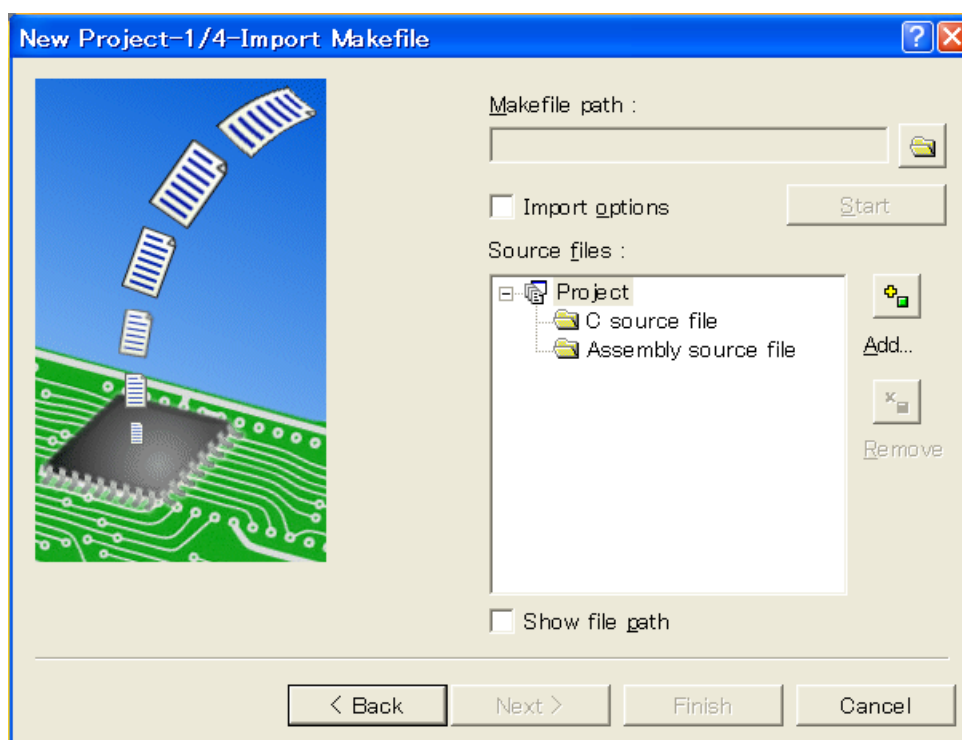 New Project-1/4-Import Makefile
Makefile path :
Import options
Start
Source files :
Project
C source file
Assembly source file
Add...
Remove
Show file path
< Back
Next >
Finish
Cancel